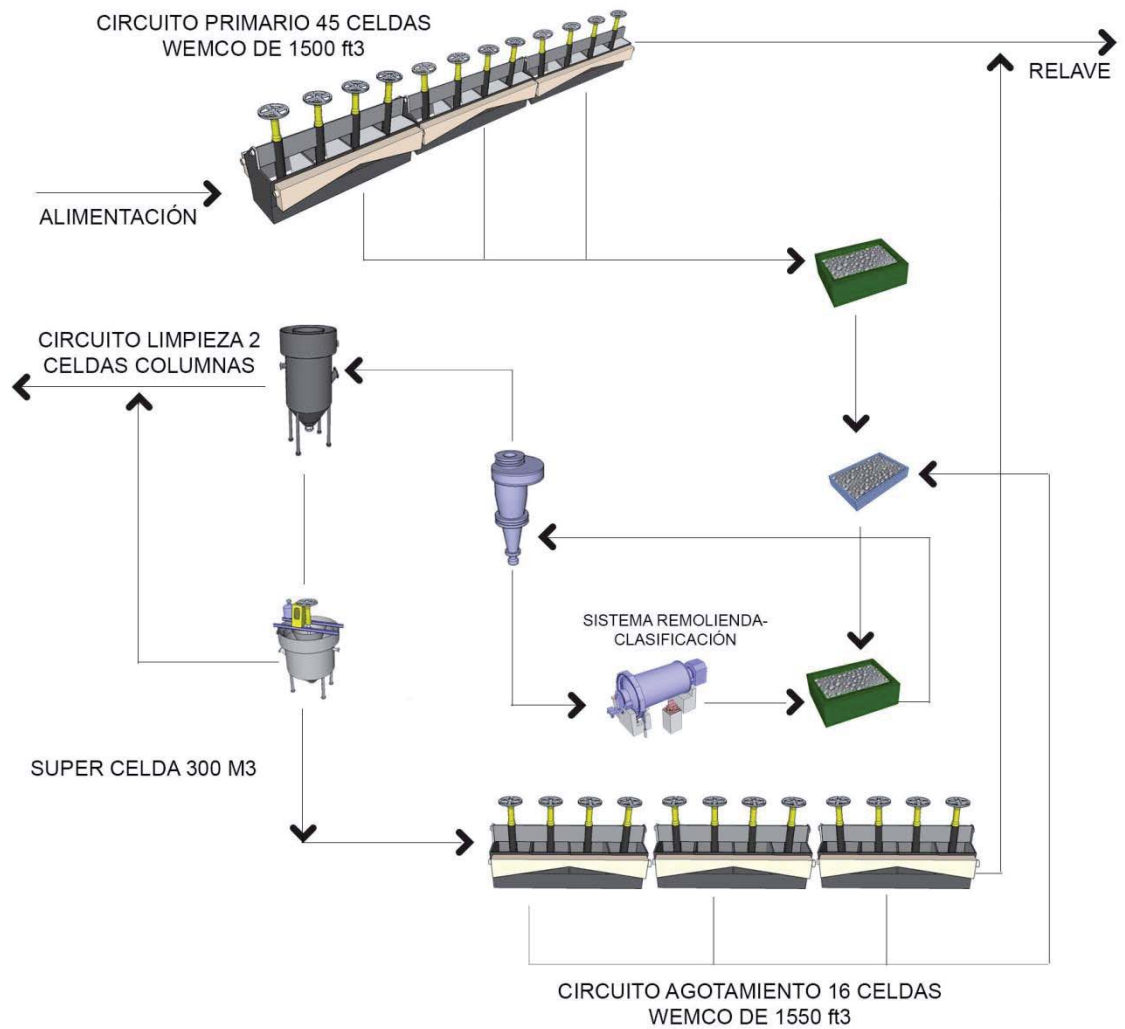 CIRCUITO PRIMARIO 45 CELDAS
WEMCO DE 1500 ft3
RELAVE
ALIMENTACIÓN
CIRCUITO LIMPIEZA 2
CELDAS COLUMNAS
SISTEMA REMOLIENDA-
CLASIFICACIÓN
SUPER CELDA 300 M3
CIRCUITO AGOTAMIENTO 16 CELDAS
WEMCO DE 1550 ft3